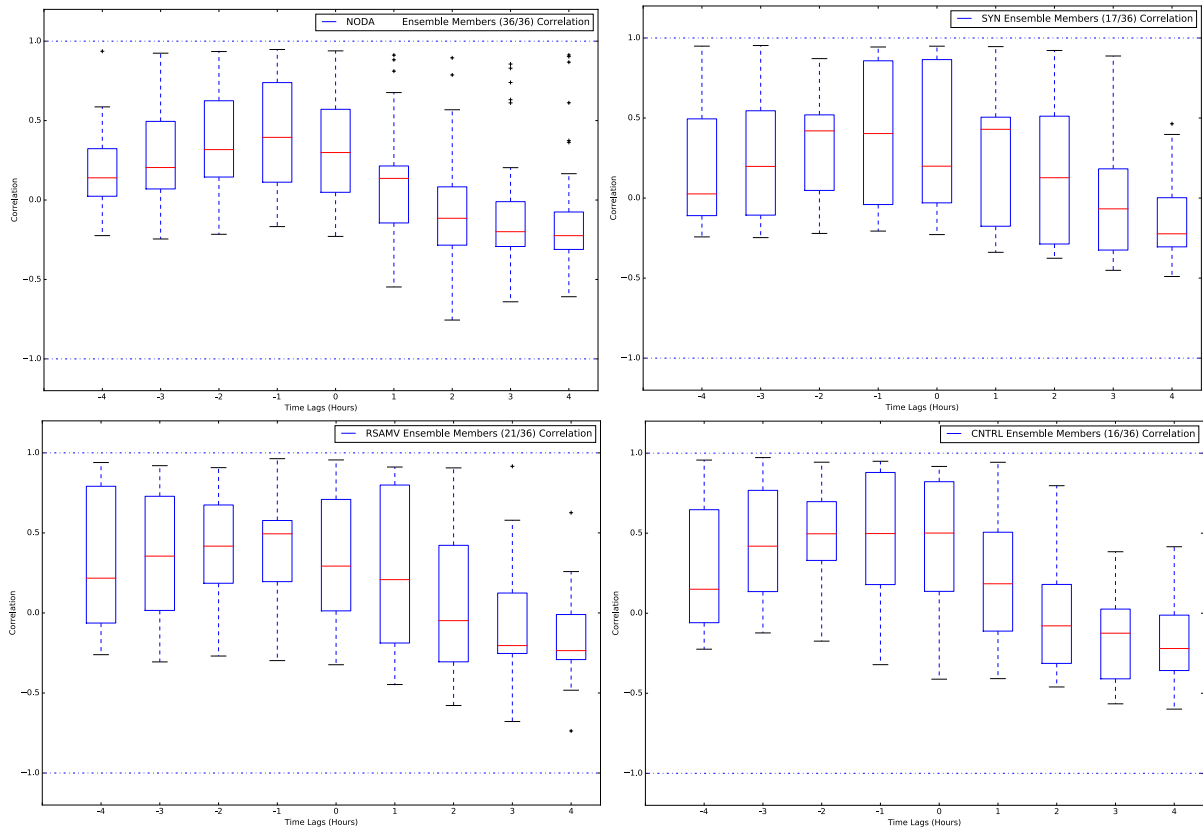 NODA Ensemble Members (36/36) Correlation
1.0
0.5
0.0
−0.5
−1.0
Correlation
−4 −3 −2 −1 0 1 2 3 4
Time Lags (Hours)
SYN Ensemble Members (17/36) Correlation
1.0
0.5
0.0
−0.5
−1.0
Correlation
−4 −3 −2 −1 0 1 2 3 4
Time Lags (Hours)
RSAMV Ensemble Members (21/36) Correlation
1.0
0.5
0.0
−0.5
−1.0
Correlation
−4 −3 −2 −1 0 1 2 3 4
Time Lags (Hours)
CNTRL Ensemble Members (16/36) Correlation
1.0
0.5
0.0
−0.5
−1.0
Correlation
−4 −3 −2 −1 0 1 2 3 4
Time Lags (Hours)